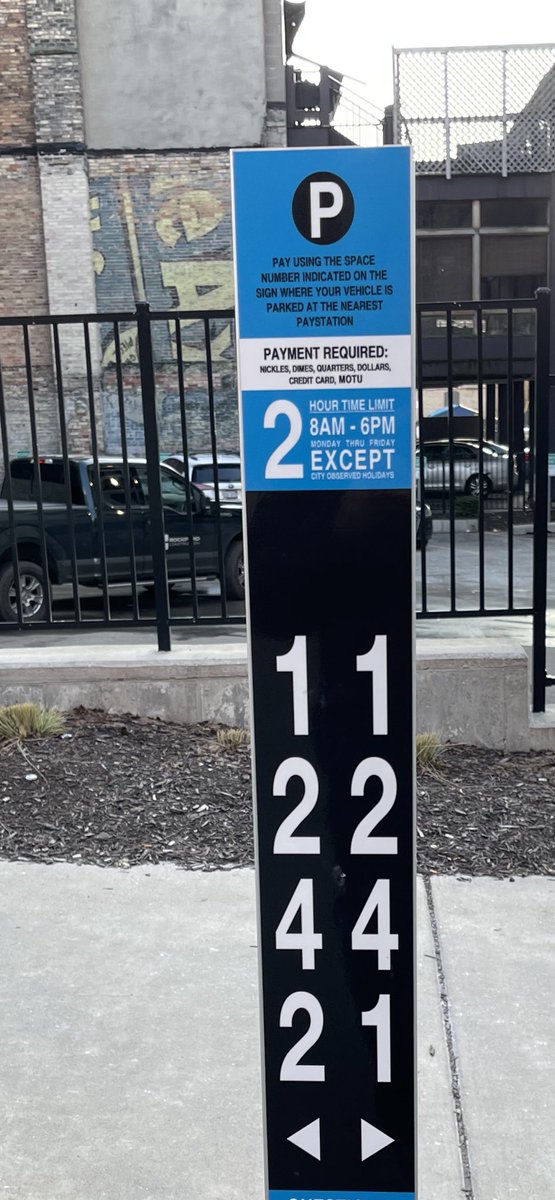 P
PAY USING THE SPACE
NUMBER INDICATED ON THE
SIGN WHERE YOUR VEHICLE IS
PARKED AT THE NEAREST
PAYSTATION
PAYMENT REQUIRED:
NICKLES, DIMES, QUARTERS, DOLLARS,
CREDIT CARD, MOTU
2
HOUR TIME LIMIT
8AM - 6PM
MONDAY THRU FRIDAY
EXCEPT
CITY OBSERVED HOLIDAYS
1 1
2 2
4 4
2 1
ROCKFORD
CONSTRUCTION